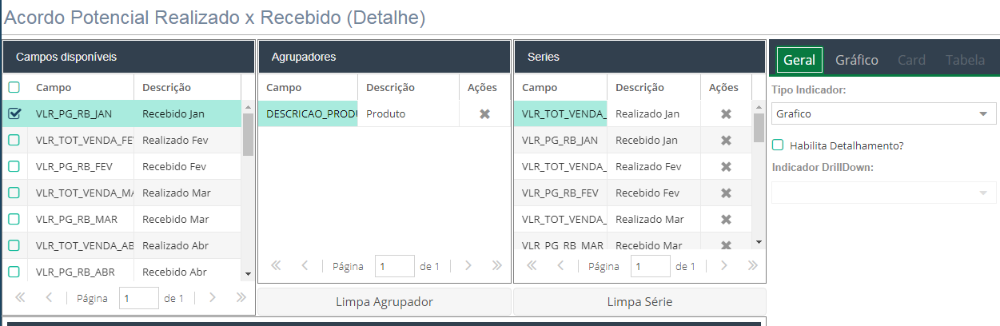 Acordo Potencial Realizado x Recebido (Detalhe)
Campos disponíveis
Campo Descrição
VLR_PG_RB_JAN Recebido Jan
VLR_TOT_VENDA_FEV Realizado Fev
VLR_PG_RB_FEV Recebido Fev
VLR_TOT_VENDA_MA Realizado Mar
VLR_PG_RB_MAR Recebido Mar
VLR_TOT_VENDA_AB Realizado Abr
VLR_PG_RB_ABR Recebido Abr
Página 1 de 1
Agrupadores
Campo Descrição Ações
DESCRICAO_PRODU Produto
Página 1 de 1
Limpa Agrupador
Series
Campo Descrição Ações
VLR_TOT_VENDA_ Realizado Jan
VLR_PG_RB_JAN Recebido Jan
VLR_TOT_VENDA_ Realizado Fev
VLR_PG_RB_FEV Recebido Fev
VLR_TOT_VENDA_ Realizado Mar
VLR_PG_RB_MAR Recebido Mar
Página 1 de 1
Limpa Série
Geral Gráfico Card Tabela
Tipo Indicador:
Grafico
Habilita Detalhamento?
Indicador DrillDown: